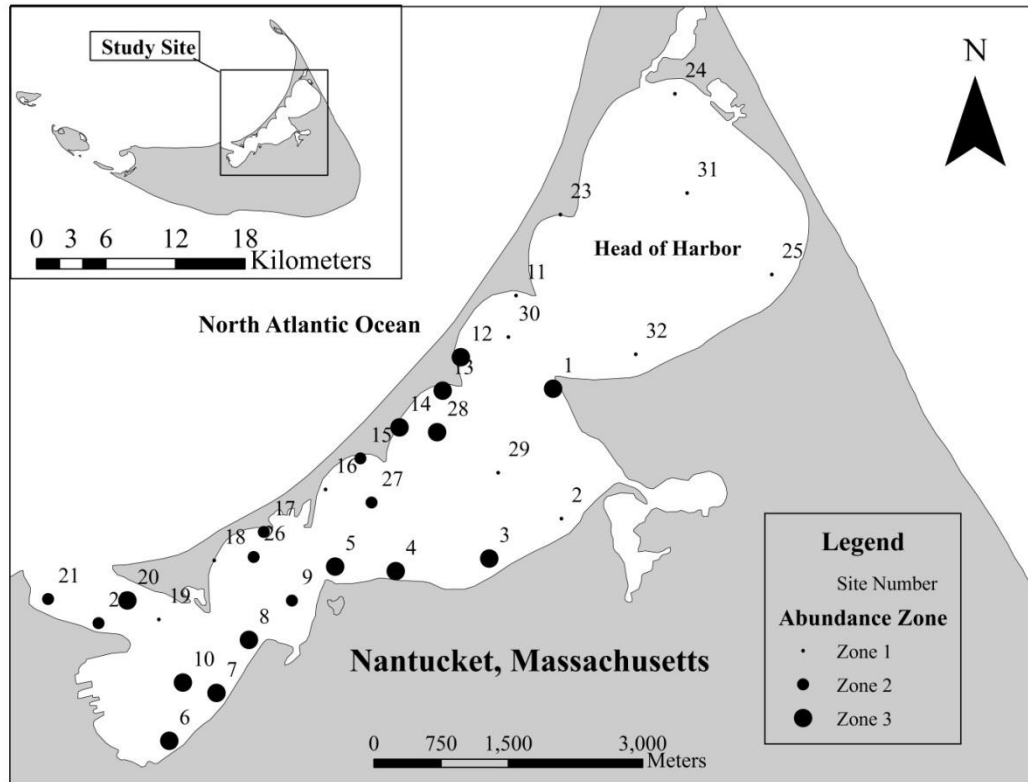 Study Site
0 3 6 12 18
Kilometers
N
24
31
23
Head of Harbor
25
11
30
North Atlantic Ocean
32
12
13
1
14
28
15
16
29
27
2
17
18
26
5
4
3
21
20
19
9
2
8
Nantucket, Massachusetts
10
7
6
0 750 1,500 3,000
Meters
Legend
Site Number
Abundance Zone
Zone 1
Zone 2
Zone 3